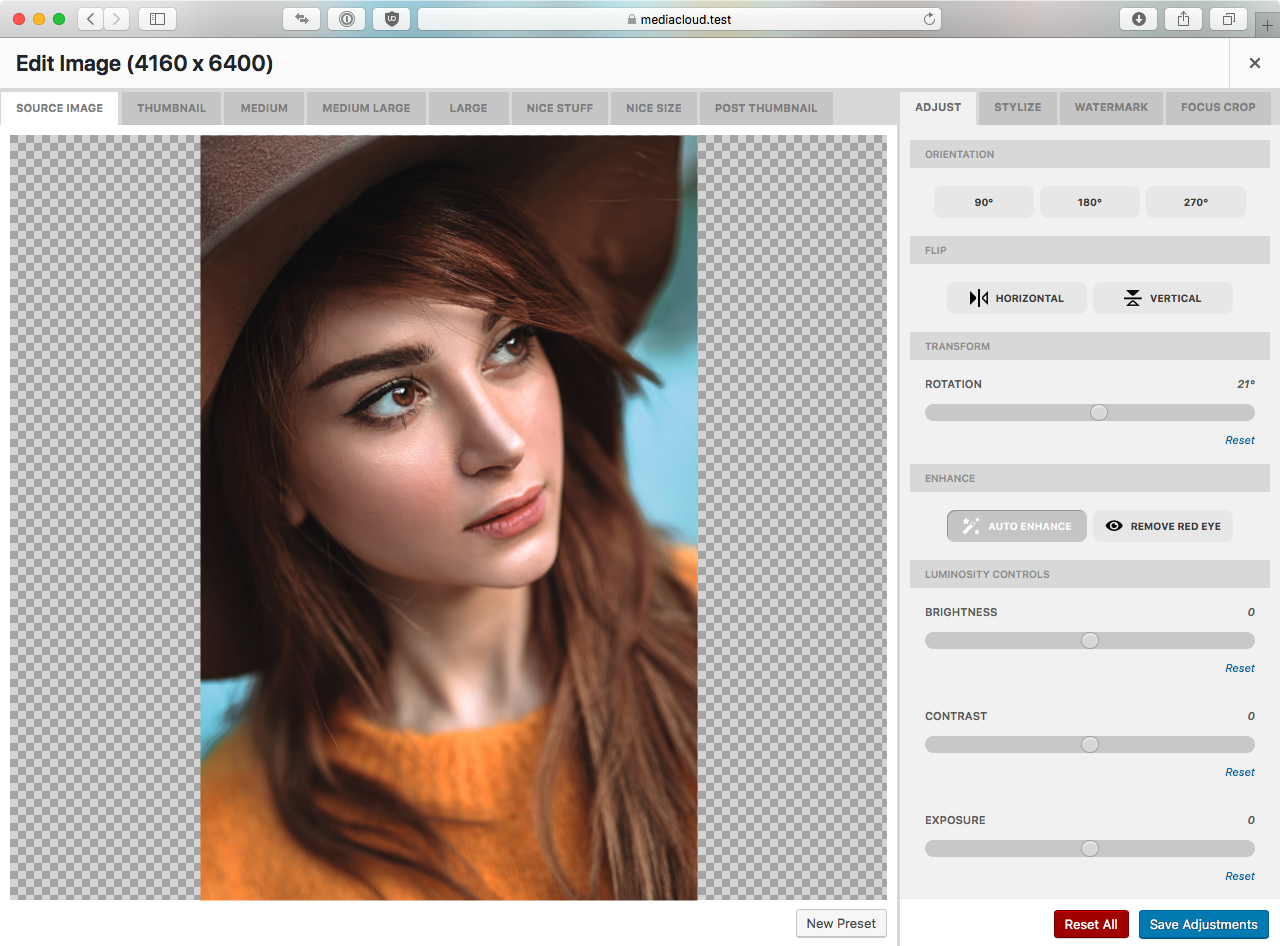 mediacloud.test
Edit Image (4160 x 6400)
SOURCE IMAGE THUMBNAIL MEDIUM MEDIUM LARGE LARGE NICE STUFF NICE SIZE POST THUMBNAIL
ADJUST STYLIZE WATERMARK FOCUS CROP
ORIENTATION
90° 180° 270°
FLIP
HORIZONTAL VERTICAL
TRANSFORM
ROTATION 21°
Reset
ENHANCE
AUTO ENHANCE REMOVE RED EYE
LUMINOSITY CONTROLS
BRIGHTNESS 0
Reset
CONTRAST 0
Reset
EXPOSURE 0
Reset
New Preset
Reset All Save Adjustments